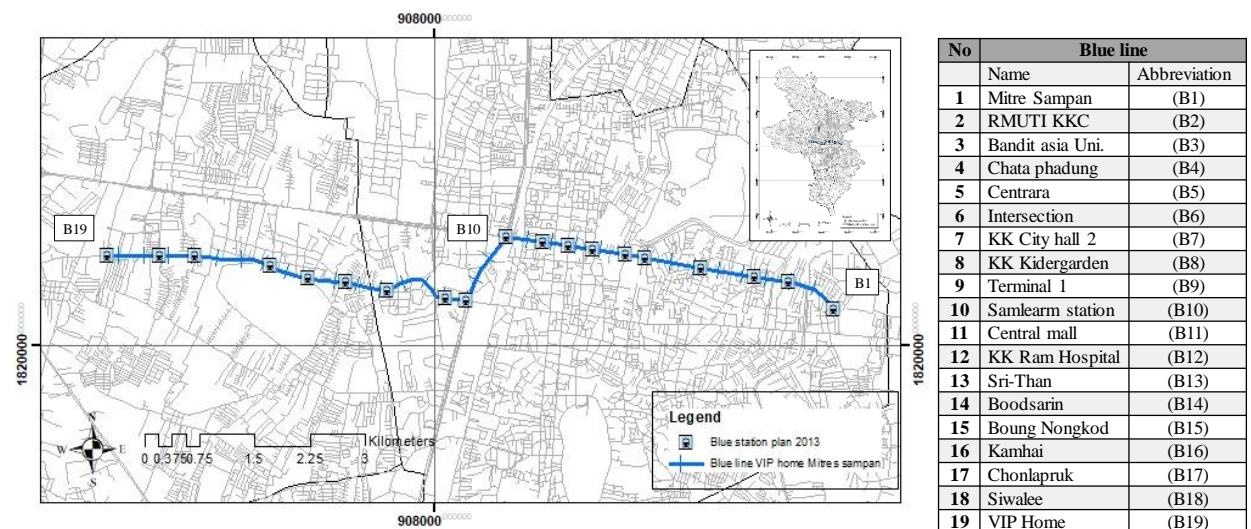 908000
B19
B10
B1
1820000
1820000
N
W E
S
Kilometers
0 0.375 0.75 1.5 2.25 3
Legend
Blue station plan 2013
Blue line VIP home Mitres sampan
908000
No Blue line
Name Abbreviation
1 Mitre Sampan (B1)
2 RMUTI KKC (B2)
3 Bandit asia Uni. (B3)
4 Chata phadung (B4)
5 Centrara (B5)
6 Intersection (B6)
7 KK City hall 2 (B7)
8 KK Kidergarden (B8)
9 Terminal 1 (B9)
10 Samlearm station (B10)
11 Central mall (B11)
12 KK Ram Hospital (B12)
13 Sri-Than (B13)
14 Boodsarin (B14)
15 Boung Nongkod (B15)
16 Kamhai (B16)
17 Chonlapruk (B17)
18 Siwalee (B18)
19 VIP Home (B19)